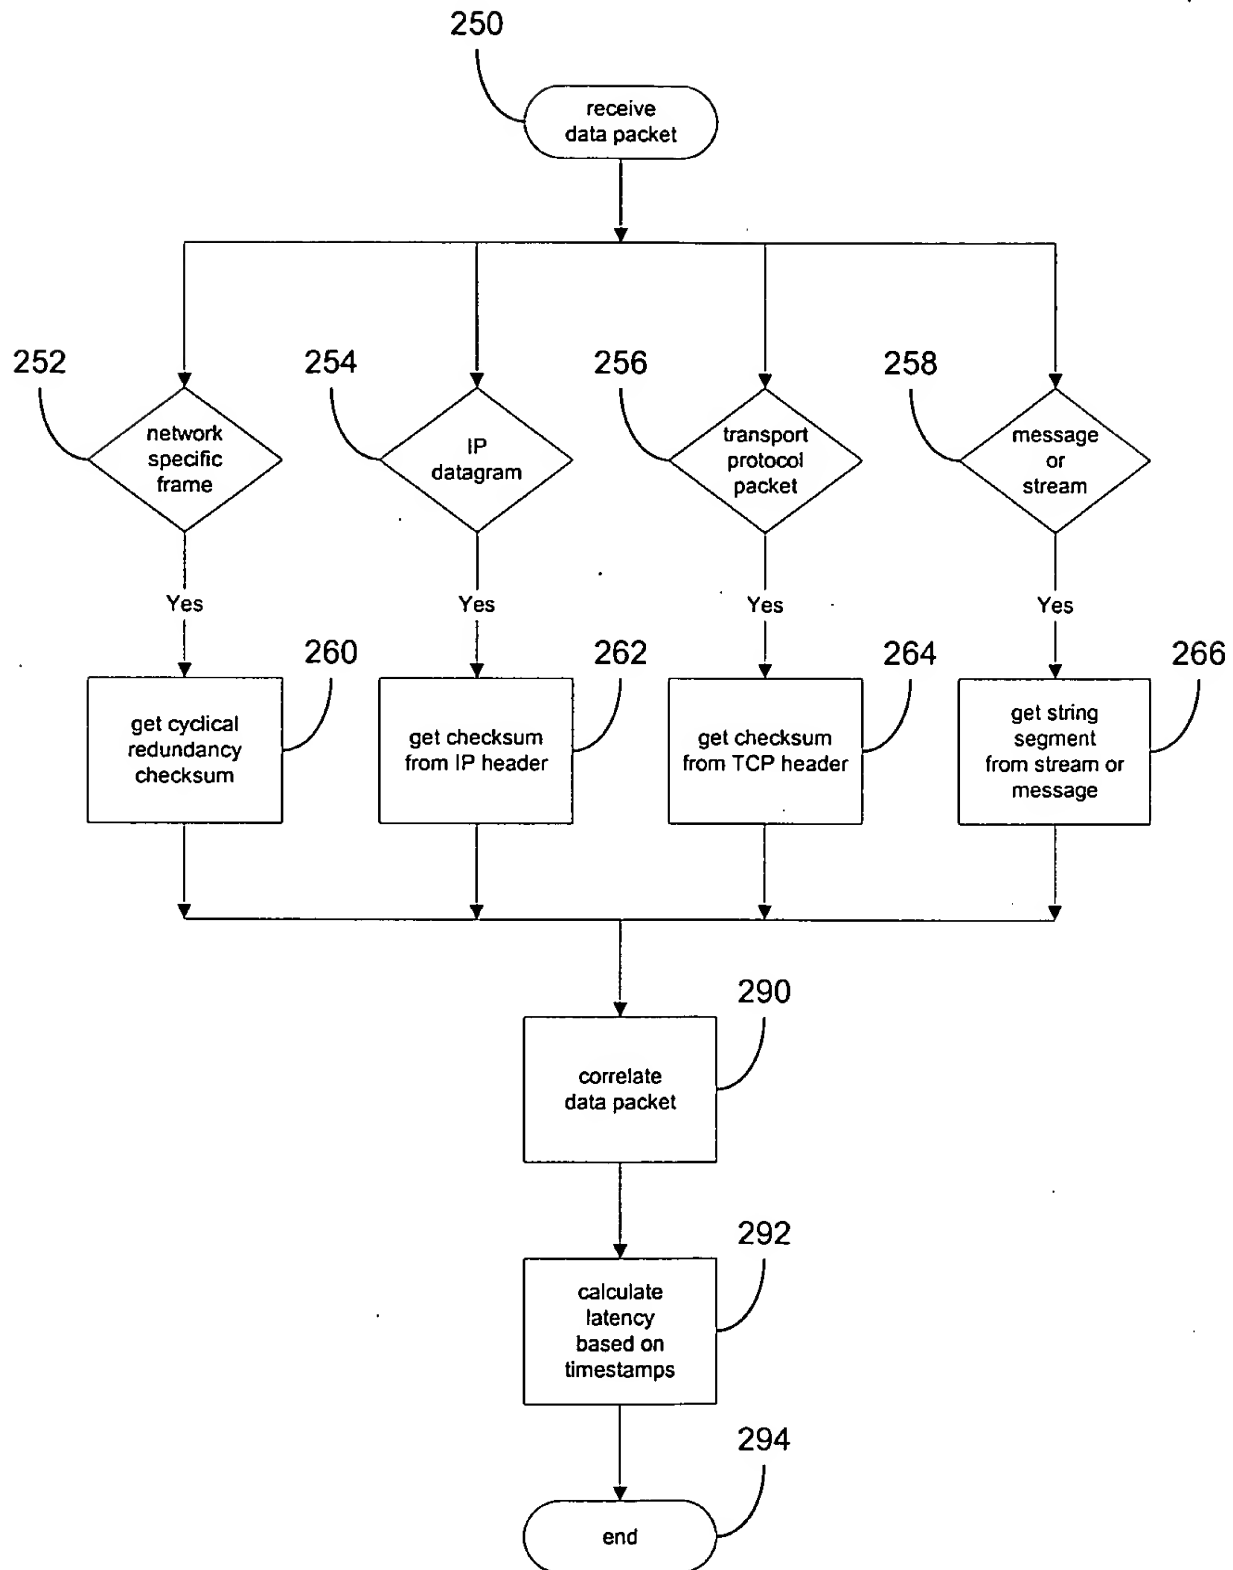 250
receive
data packet
252
254
256
258
network
specific
frame
IP
datagram
transport
protocol
packet
message
or
stream
Yes
Yes
Yes
Yes
260
262
264
266
get cyclical
redundancy
checksum
get checksum
from IP header
get checksum
from TCP header
get string
segment
from stream or
message
290
correlate
data packet
292
calculate
latency
based on
timestamps
294
end